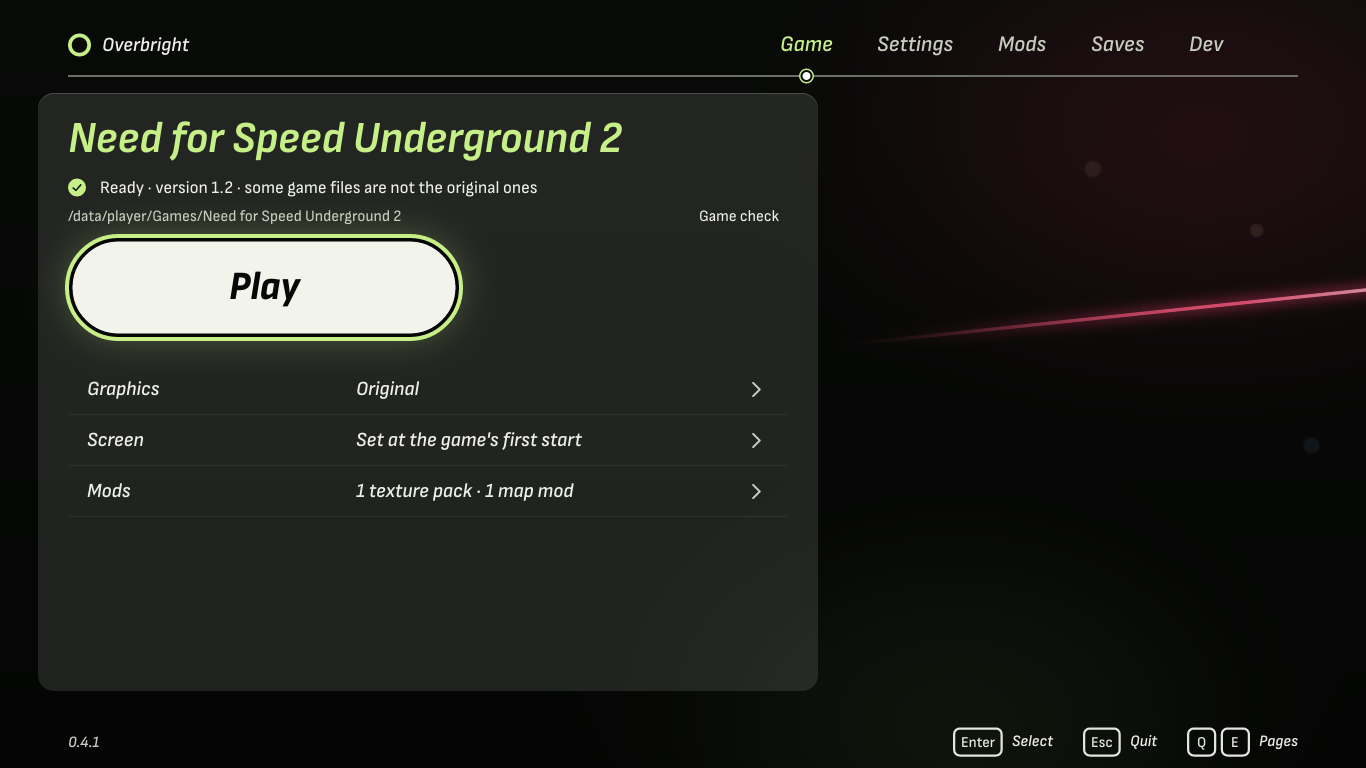 Overbright
Game Settings Mods Saves Dev
Need for Speed Underground 2
Ready · version 1.2 · some game files are not the original ones
/data/player/Games/Need for Speed Underground 2 Game check
Play
Graphics Original
Screen Set at the game's first start
Mods 1 texture pack · 1 map mod
0.4.1 Enter Select Esc Quit Q E Pages